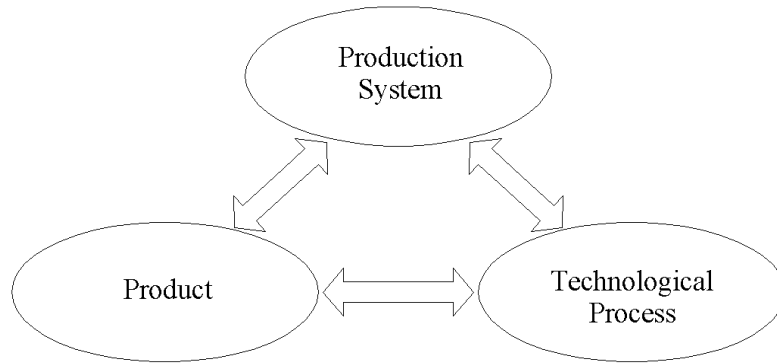 Production
System
Product
Technological
Process